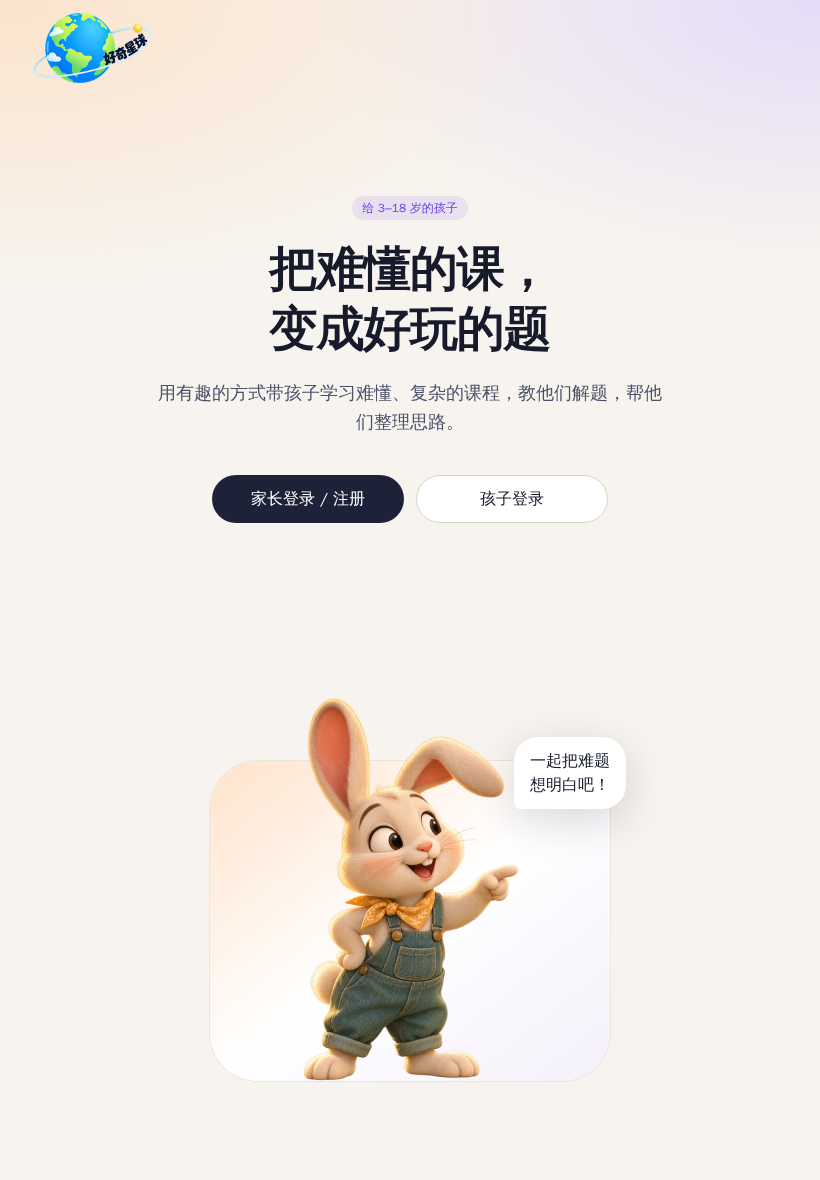 好奇星球
给 3–18 岁的孩子
把难懂的课，
变成好玩的题
用有趣的方式带孩子学习难懂、复杂的课程，教他们解题，帮他
们整理思路。
家长登录 / 注册
孩子登录
一起把难题
想明白吧！